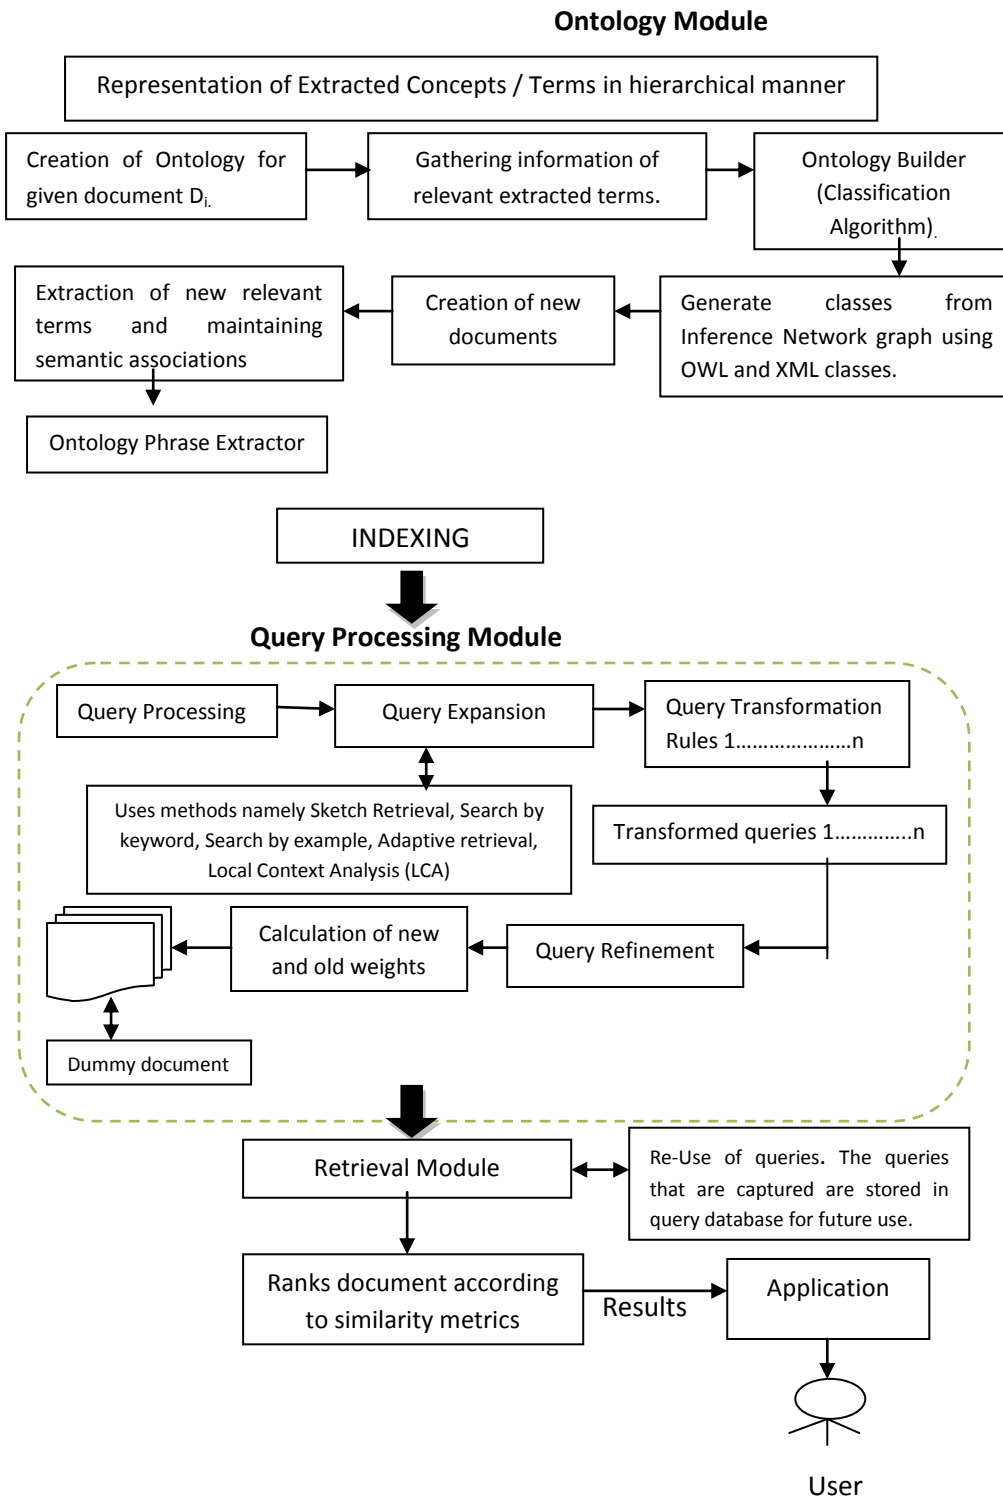 Ontology Module
Representation of Extracted Concepts / Terms in hierarchical manner
Creation of Ontology for
given document Di.
Gathering information of
relevant extracted terms.
Ontology Builder
(Classification
Algorithm).
Extraction of new relevant
terms and maintaining
semantic associations
Creation of new
documents
Generate classes from
Inference Network graph using
OWL and XML classes.
Ontology Phrase Extractor
INDEXING
Query Processing Module
Query Processing
Query Expansion
Query Transformation
Rules 1…………………n
Uses methods namely Sketch Retrieval, Search by
keyword, Search by example, Adaptive retrieval,
Local Context Analysis (LCA)
Transformed queries 1…………..n
Calculation of new
and old weights
Query Refinement
Dummy document
Retrieval Module
Re-Use of queries. The queries
that are captured are stored in
query database for future use.
Ranks document according
to similarity metrics
Results
Application
User